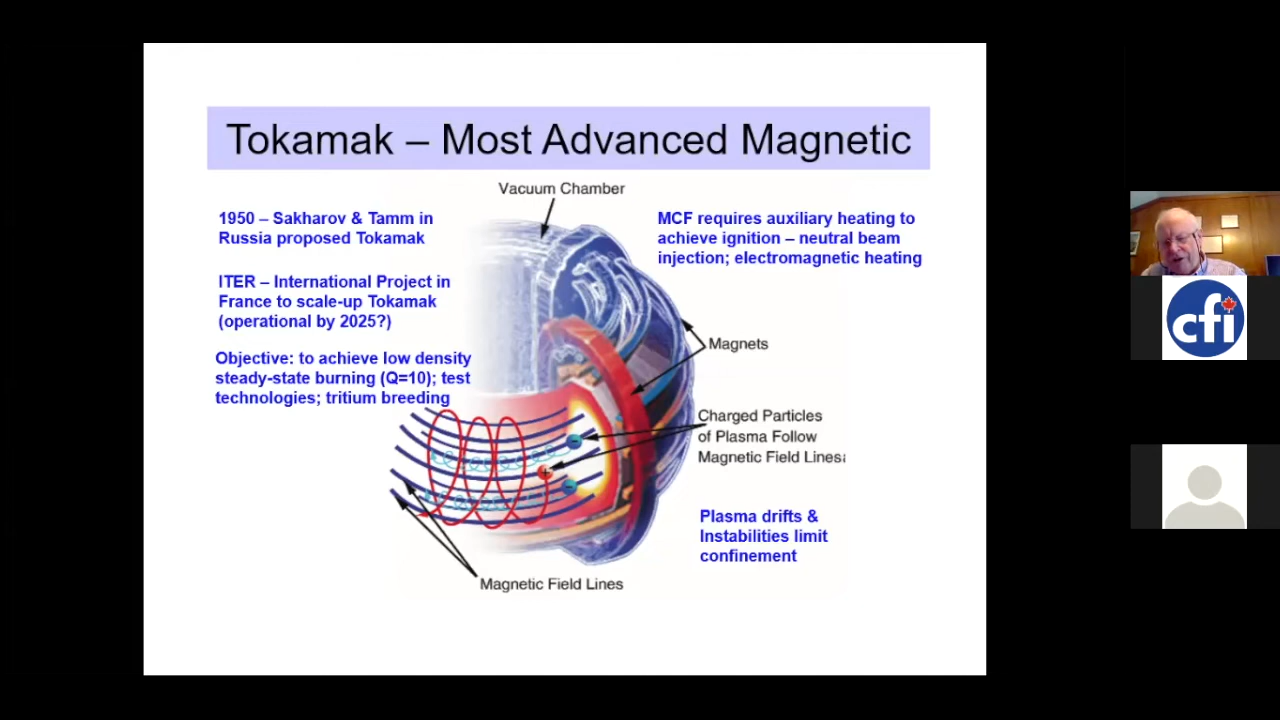 Tokamak – Most Advanced Magnetic
Vacuum Chamber
1950 – Sakharov & Tamm in
Russia proposed Tokamak
MCF requires auxiliary heating to
achieve ignition – neutral beam
injection; electromagnetic heating
ITER – International Project in
France to scale-up Tokamak
(operational by 2025?)
Magnets
Objective: to achieve low density
steady-state burning (Q=10); test
technologies; tritium breeding
Charged Particles
of Plasma Follow
Magnetic Field Lines
Plasma drifts &
Instabilities limit
confinement
Magnetic Field Lines
cfi